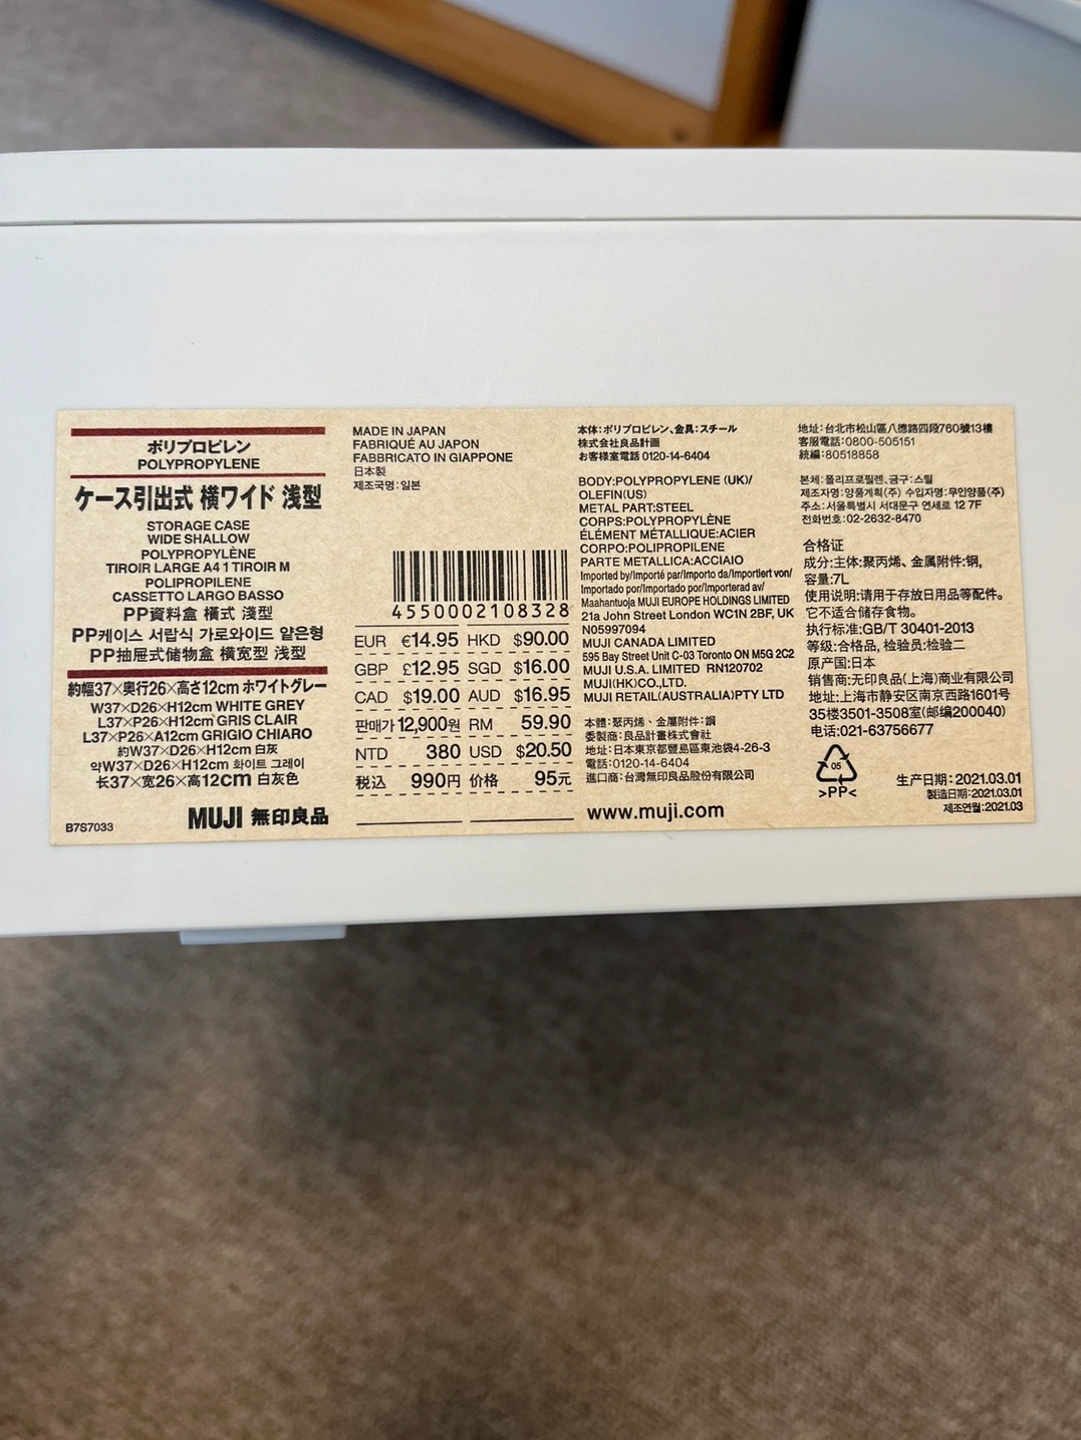 ポリプロピレン
POLYPROPYLENE
ケース引出式 横ワイド 浅型
STORAGE CASE
WIDE SHALLOW
POLYPROPYLÈNE
TIROIR LARGE A4 1 TIROIR M
POLIPROPILENE
CASSETTO LARGO BASSO
PP資料盒 橫式 淺型
PP케이스 서랍식 가로와이드 얕은형
PP抽屉式储物盒 横宽型 浅型
約幅37×奥行26×高さ12cm ホワイトグレー
W37×D26×H12cm WHITE GREY
L37×P26×H12cm GRIS CLAIR
L37×P26×A12cm GRIGIO CHIARO
約W37×D26×H12cm 白灰
약W37×D26×H12cm 화이트 그레이
长37×宽26×高12cm 白灰色
B7S7033
MUJI 無印良品
MADE IN JAPAN
FABRIQUÉ AU JAPON
FABBRICATO IN GIAPPONE
日本製
제조국명:일본
4550002108328
EUR €14.95 HKD $90.00
GBP £12.95 SGD $16.00
CAD $19.00 AUD $16.95
판매가 12,900원 RM 59.90
NTD 380 USD $20.50
税込 990円 价格 95元
本体:ポリプロピレン、金具:スチール
株式会社良品計画
お客様室電話 0120-14-6404
BODY:POLYPROPYLENE (UK)/
OLEFIN(US)
METAL PART:STEEL
CORPS:POLYPROPYLÈNE
ÉLÉMENT MÉTALLIQUE:ACIER
CORPO:POLIPROPILENE
PARTE METALLICA:ACCIAIO
Imported by/Importé par/Importo da/Importiert von/
Importado por/Importado por/Importerad av/
Maahantuoja MUJI EUROPE HOLDINGS LIMITED
21a John Street London WC1N 2BF, UK
N05997094
MUJI CANADA LIMITED
595 Bay Street Unit C-03 Toronto ON M5G 2C2
MUJI U.S.A. LIMITED RN120702
MUJI(HK)CO.,LTD.
MUJI RETAIL(AUSTRALIA)PTY LTD
本體:聚丙烯、金屬附件:鋼
委製商:良品計畫株式會社
地址:日本東京都豐島區東池袋4-26-3
電話:0120-14-6404
進口商:台灣無印良品股份有限公司
www.muji.com
地址:台北市松山區八德路四段760號13樓
客服電話:0800-505151
統編:80518858
본체:폴리프로필렌, 금구:스틸
제조자명:양품계획(주) 수입자명:무인양품(주)
주소:서울특별시 서대문구 연세로 12 7F
전화번호:02-2632-8470
合格证
成分:主体:聚丙烯、金属附件:钢,
容量:7L
使用说明:请用于存放日用品等配件。
它不适合储存食物。
执行标准:GB/T 30401-2013
等级:合格品, 检验员:检验二
原产国:日本
销售商:无印良品(上海)商业有限公司
地址:上海市静安区南京西路1601号
35楼3501-3508室(邮编200040)
电话:021-63756677
05
>PP<
生产日期:2021.03.01
製造日期:2021.03.01
제조연월:2021.03